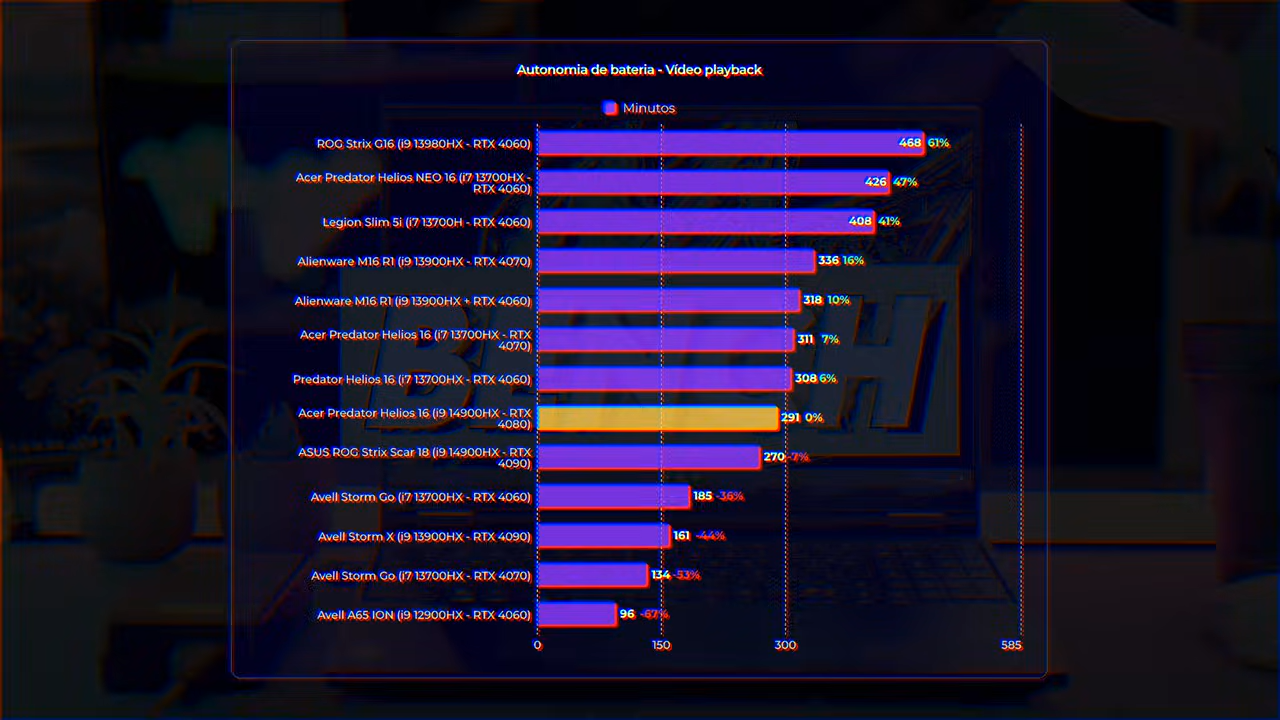 Autonomia de bateria - Vídeo playback
Minutos
ROG Strix G16 (i9 13980HX - RTX 4060)
468 61%
Acer Predator Helios NEO 16 (i7 13700HX -
RTX 4060)
426 47%
Legion Slim 5i (i7 13700H - RTX 4060)
408 41%
Alienware M16 R1 (i9 13900HX - RTX 4070)
336 16%
Alienware M16 R1 (i9 13900HX + RTX 4060)
318 10%
Acer Predator Helios 16 (i7 13700HX - RTX
4070)
311 7%
Predator Helios 16 (i7 13700HX - RTX 4060)
308 6%
Acer Predator Helios 16 (i9 14900HX - RTX
4080)
291 0%
ASUS ROG Strix Scar 18 (i9 14900HX - RTX
4090)
270 -7%
Avell Storm Go (i7 13700HX - RTX 4060)
185 -36%
Avell Storm X (i9 13900HX - RTX 4090)
161 -44%
Avell Storm Go (i7 13700HX - RTX 4070)
134 -53%
Avell A65 ION (i9 12900HX - RTX 4060)
96 -67%
0 150 300 585
BENCH